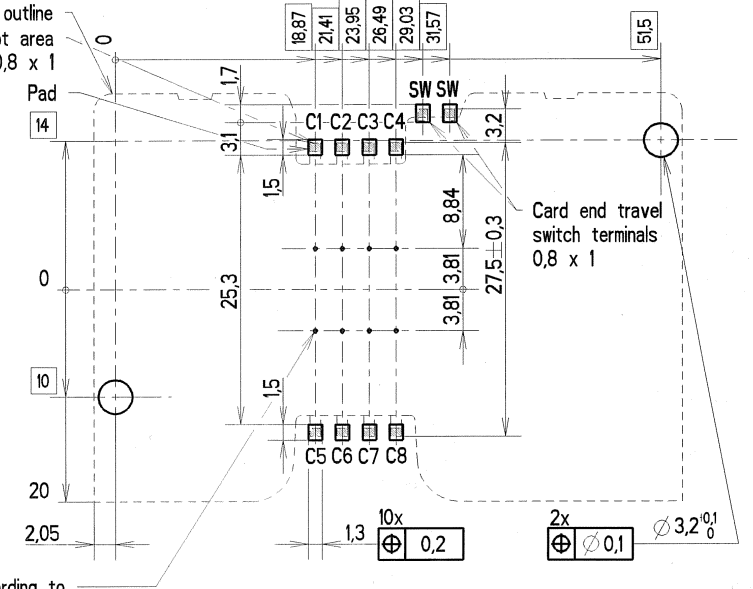 outline
ot area
0,8 x 1
Pad
0
18,87
21,41
23,95
26,49
29,03
31,57
51,5
1,7
3,1
SW SW
C1 C2 C3 C4
3,2
14
1,5
8,84
Card end travel
switch terminals
0,8 x 1
0
25,3
3,81
3,81
27,5±0,3
10
1,5
20
C5 C6 C7 C8
2,05
1,3
10x
⌖ 0,2
2x
⌖ ∅ 0,1
∅ 3,2 +0,1 0
rding to